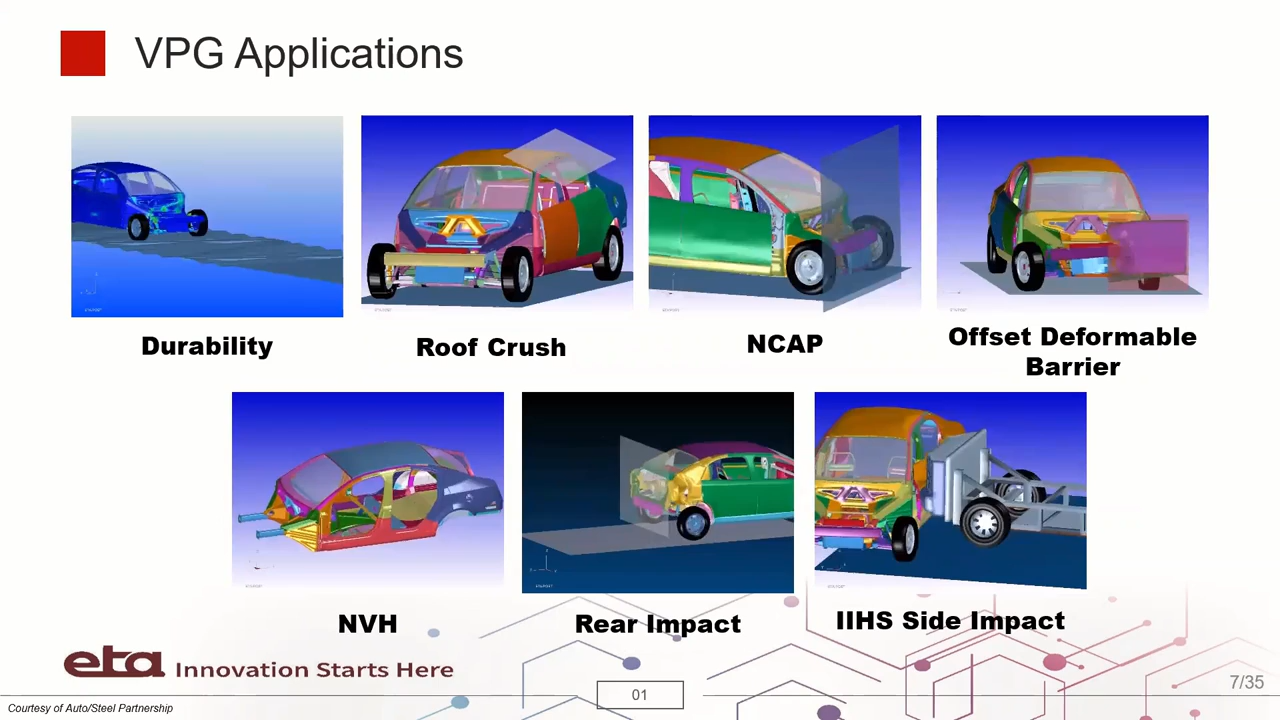 VPG Applications
Durability
Roof Crush
NCAP
Offset Deformable
Barrier
NVH
Rear Impact
IIHS Side Impact
eta Innovation Starts Here
01
7/35
Courtesy of Auto/Steel Partnership